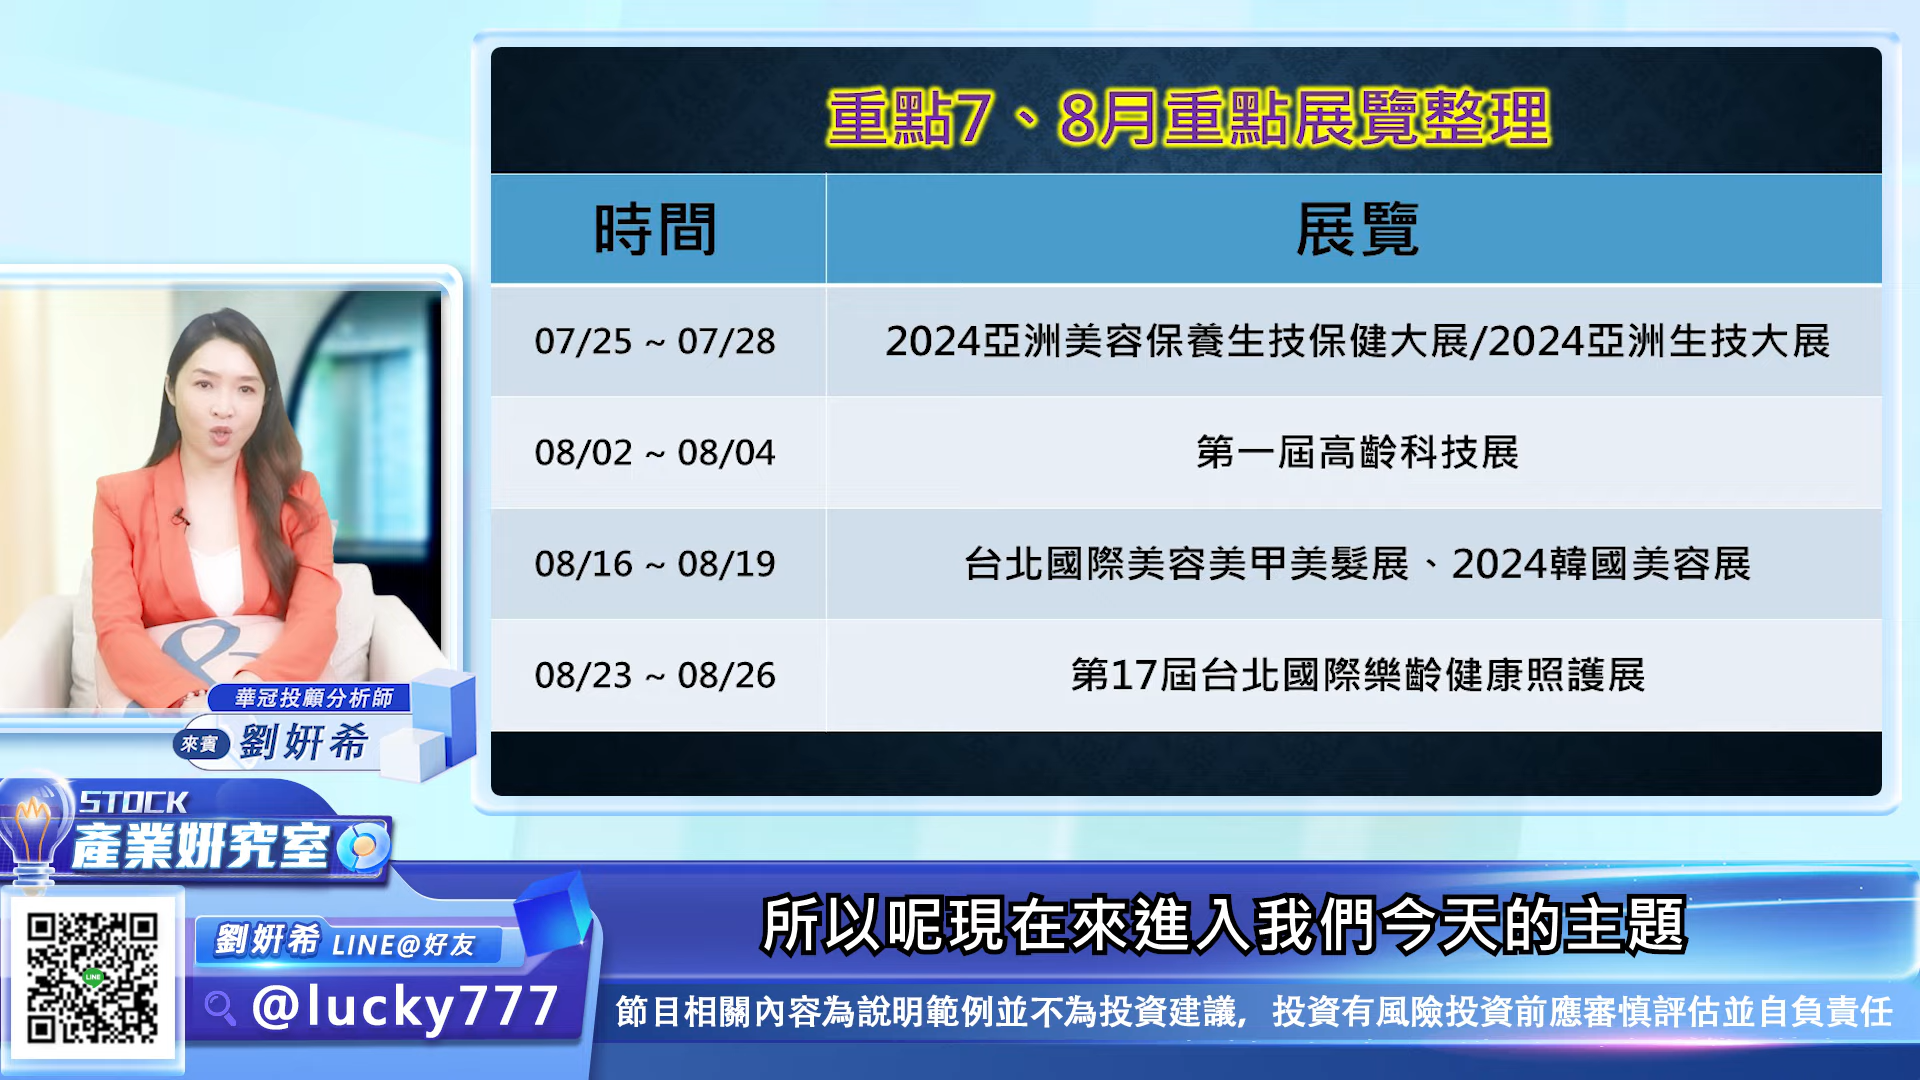 重點7、8月重點展覽整理
時間
展覽
07/25 ~ 07/28
2024亞洲美容保養生技保健大展/2024亞洲生技大展
08/02 ~ 08/04
第一屆高齡科技展
08/16 ~ 08/19
台北國際美容美甲美髮展、2024韓國美容展
08/23 ~ 08/26
第17屆台北國際樂齡健康照護展
華冠投顧分析師
來賓
劉妍希
STOCK
產業妍究室
劉妍希 LINE@好友
@lucky777
LINE
所以呢現在來進入我們今天的主題
節目相關內容為說明範例並不為投資建議，投資有風險投資前應審慎評估並自負責任